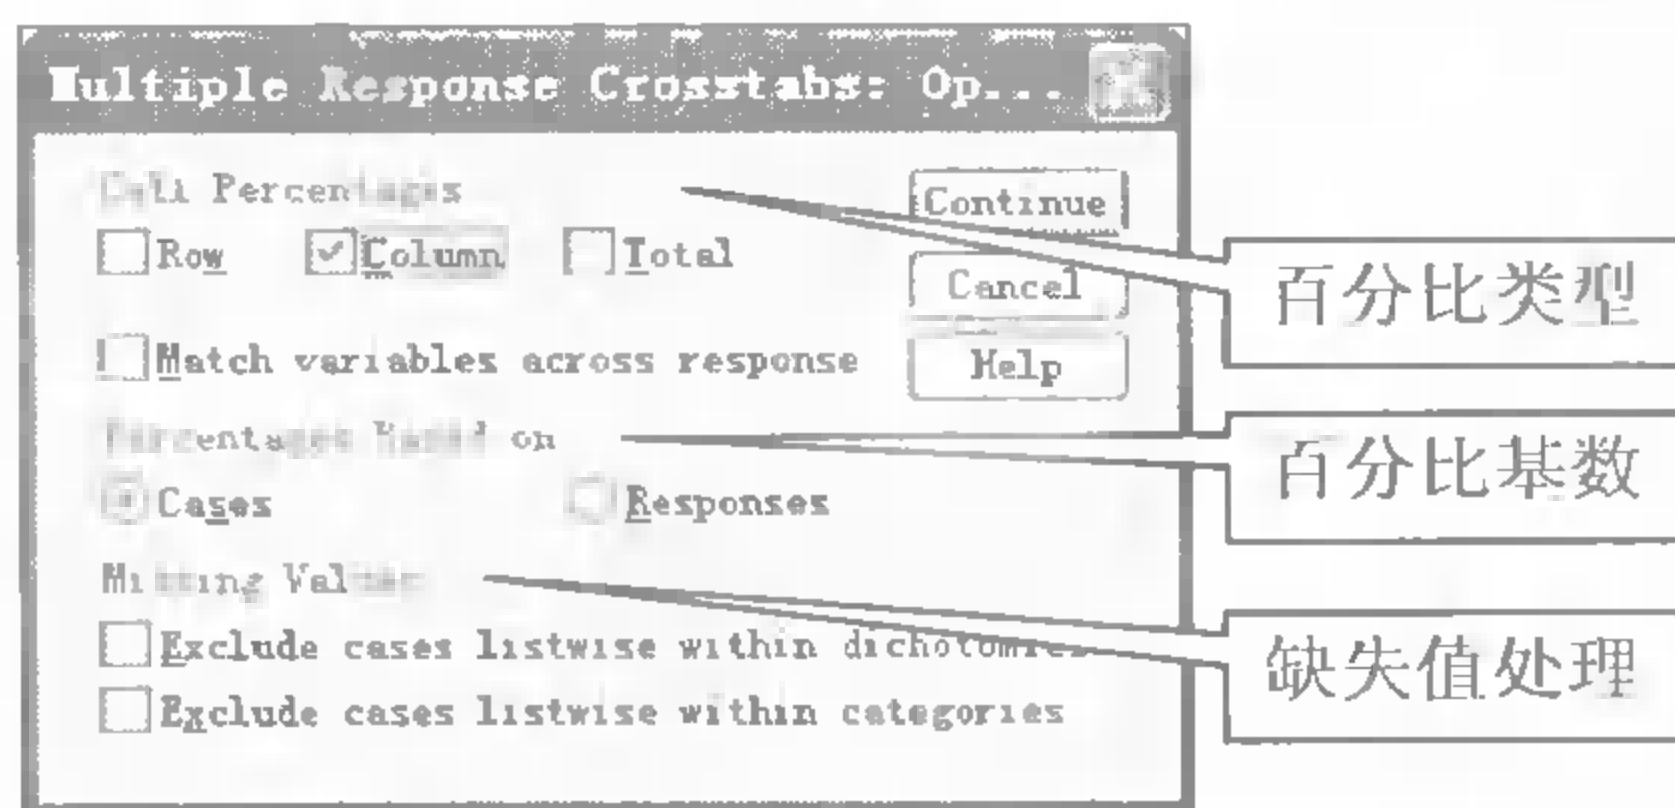 Multiple Response Crosstabs: Op...
Cell Percentages
Continue
Row Column Total
百分比类型
Cancel
Match variables across response
Help
Percentages Based on
百分比基数
Cases Responses
Missing Values
缺失值处理
Exclude cases listwise within dichotomies
Exclude cases listwise within categories